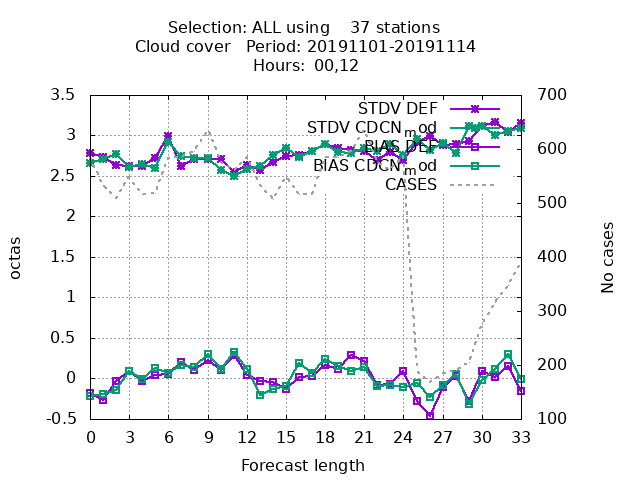 Selection: ALL using    37 stations
Cloud cover   Period: 20191101-20191114
Hours:  00,12
3.5
3
2.5
2
1.5
1
0.5
0
-0.5
700
600
500
400
300
200
100
octas
No cases
STDV DEF
STDV CDCN_mod
BIAS DEF
BIAS CDCN_mod
CASES
0 3 6 9 12 15 18 21 24 27 30 33
Forecast length